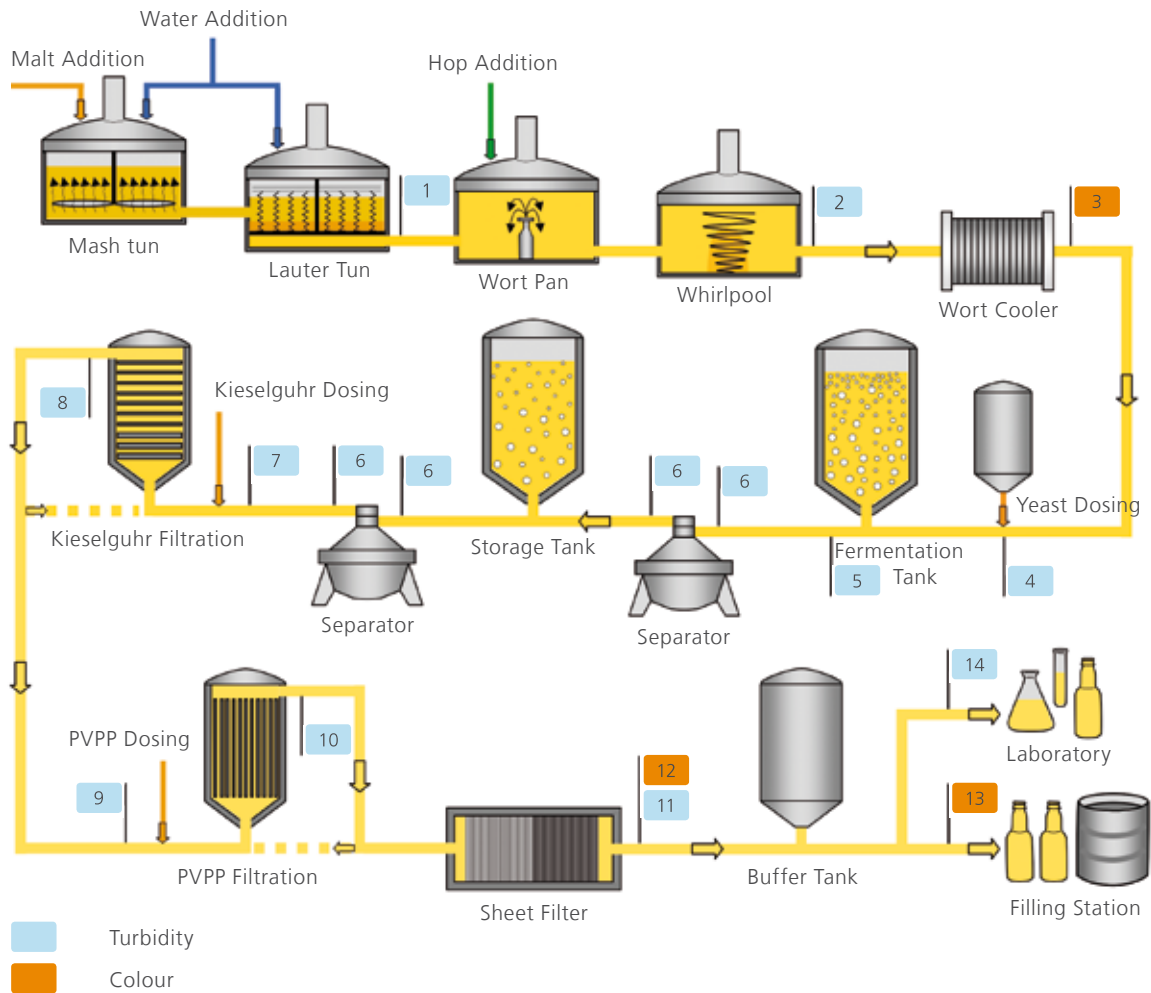 Water Addition
Malt Addition
Hop Addition
1
2
3
Mash tun
Lauter Tun
Wort Pan
Whirlpool
Wort Cooler
8
Kieselguhr Dosing
7
6
6
6
6
Yeast Dosing
Kieselguhr Filtration
Storage Tank
Fermentation
Tank
5
4
Separator
Separator
14
PVPP Dosing
10
Laboratory
9
12
11
13
PVPP Filtration
Buffer Tank
Sheet Filter
Filling Station
Turbidity
Colour